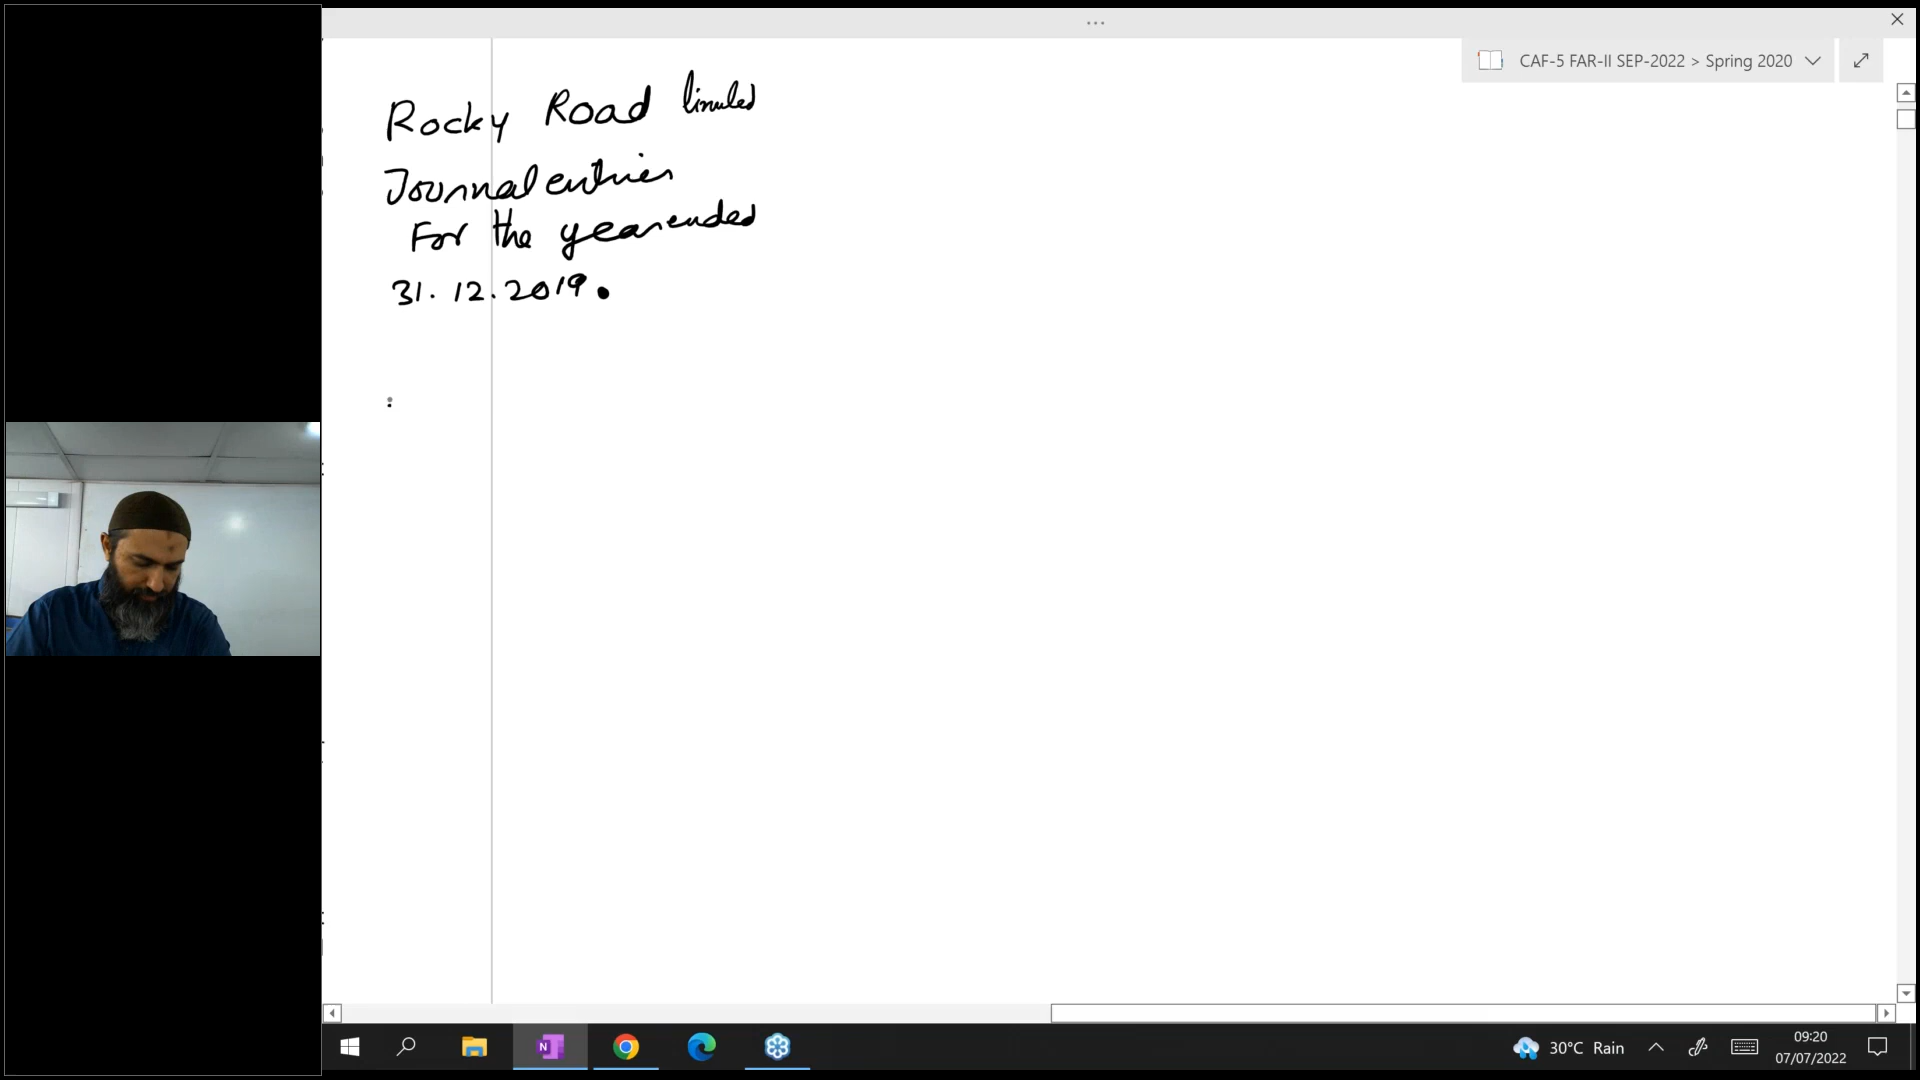 ...
CAF-5 FAR-II SEP-2022 > Spring 2020
Rocky Road limited
Journal entries
For the year ended
31.12.2019.
30°C Rain
09:20
07/07/2022